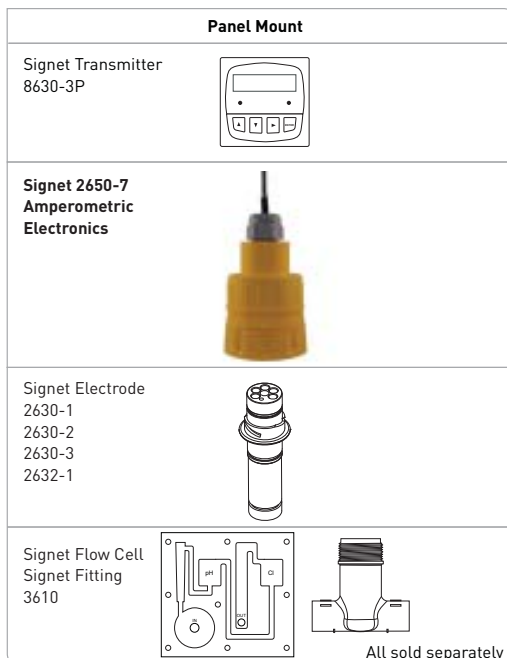 Panel Mount
Signet Transmitter
8630-3P
Signet 2650-7
Amperometric
Electronics
Signet Electrode
2630-1
2630-2
2630-3
2632-1
Signet Flow Cell
Signet Fitting
3610
pH
Cl
IN
OUT
All sold separately